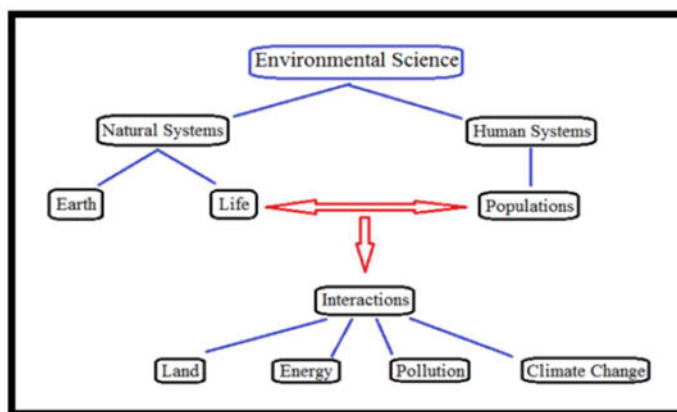 Environmental Science
Natural Systems
Human Systems
Earth
Life
Populations
Interactions
Land
Energy
Pollution
Climate Change